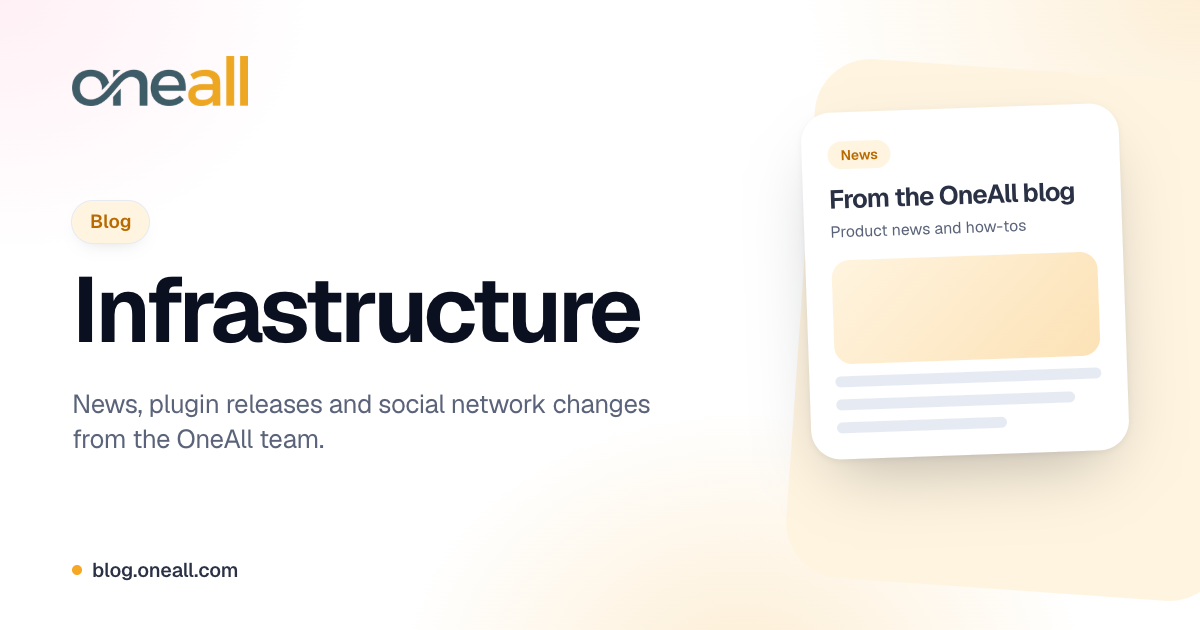 oneall
Blog
Infrastructure
News, plugin releases and social network changes
from the OneAll team.
blog.oneall.com
News
From the OneAll blog
Product news and how-tos